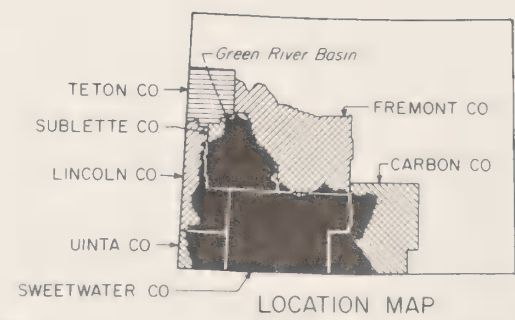 Green River Basin
TETON CO
SUBLETTE CO
FREMONT CO
CARBON CO
LINCOLN CO
UINTA CO
SWEETWATER CO
LOCATION MAP